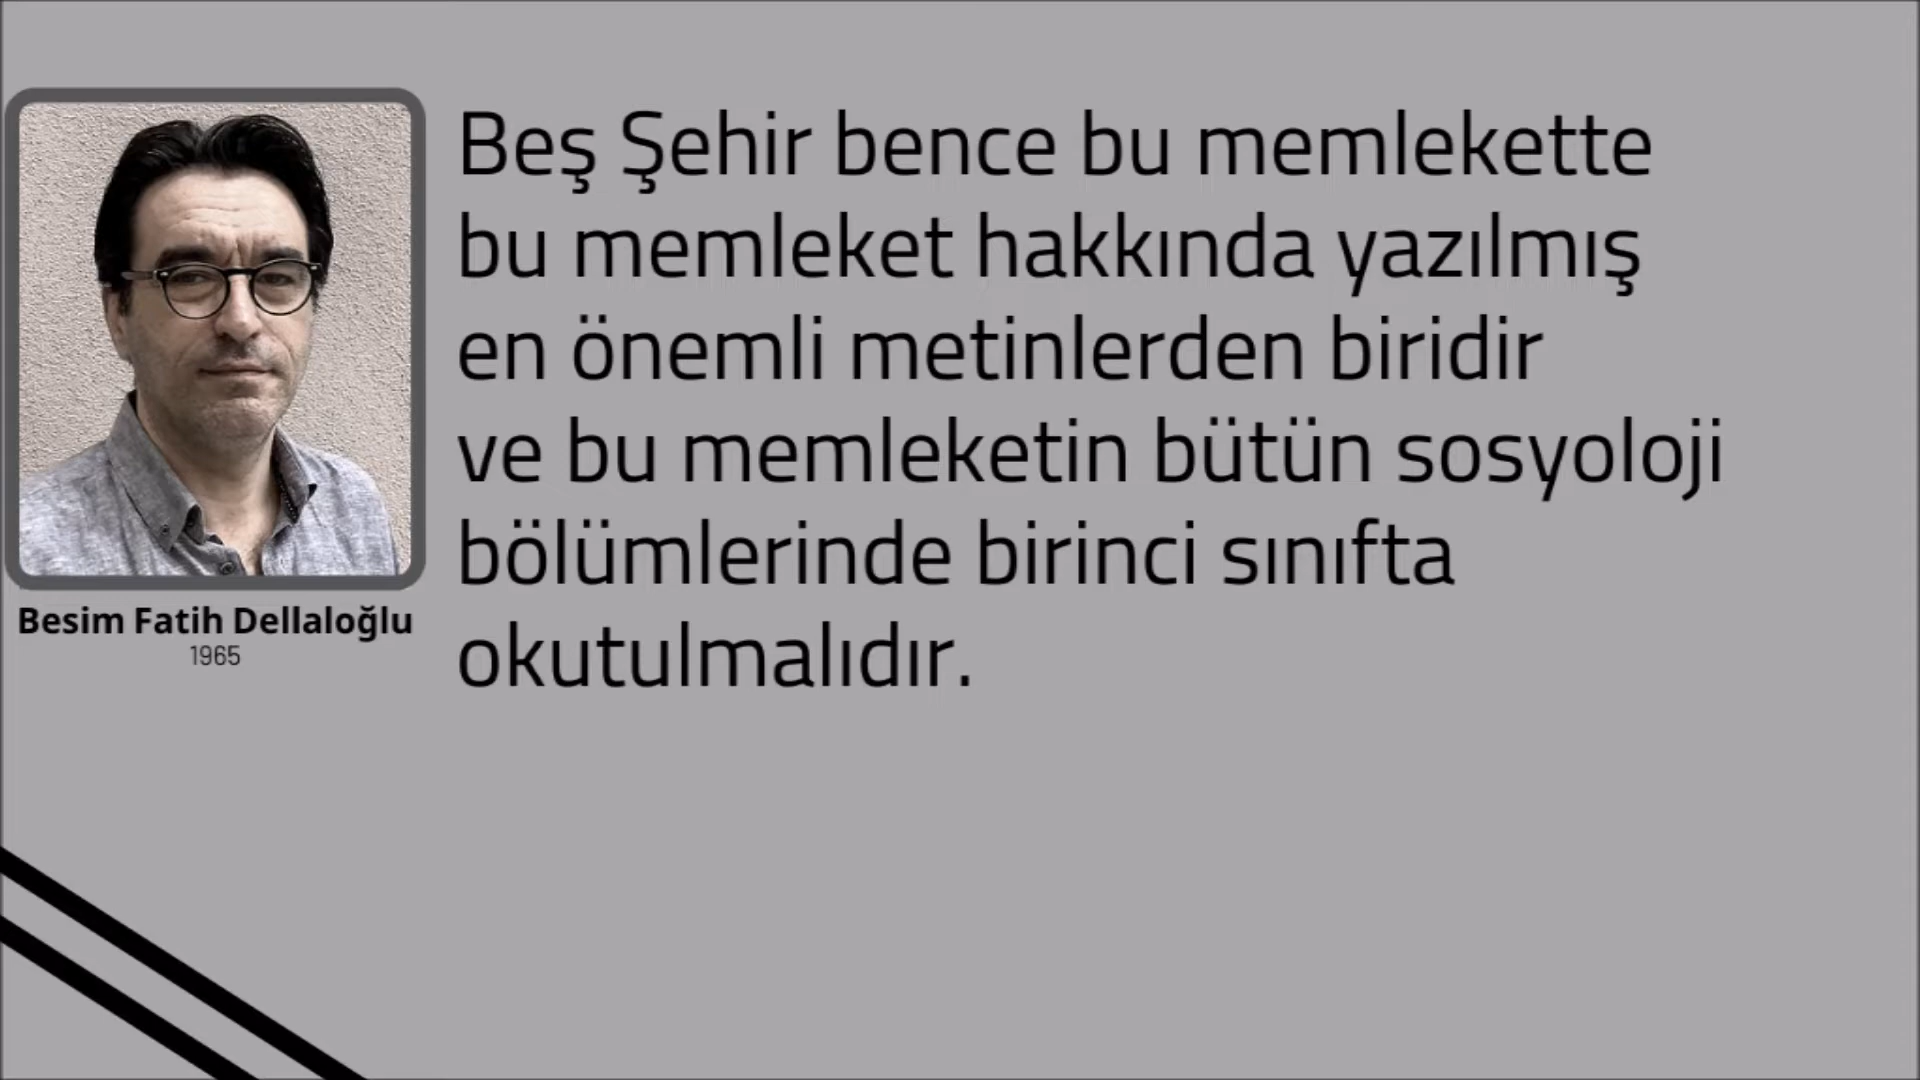 Beş Şehir bence bu memlekette
bu memleket hakkında yazılmış
en önemli metinlerden biridir
ve bu memleketin bütün sosyoloji
bölümlerinde birinci sınıfta
okutulmalıdır.
Besim Fatih Dellaloğlu
1965